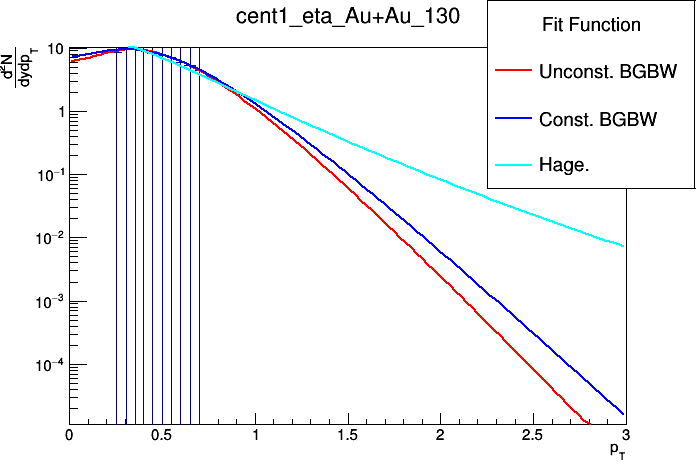 cent1_eta_Au+Au_130
Fit Function
Unconst. BGBW
Const. BGBW
Hage.
d²N
dydp_T
10
1
10⁻¹
10⁻²
10⁻³
10⁻⁴
0 0.5 1 1.5 2 2.5 3
p_T